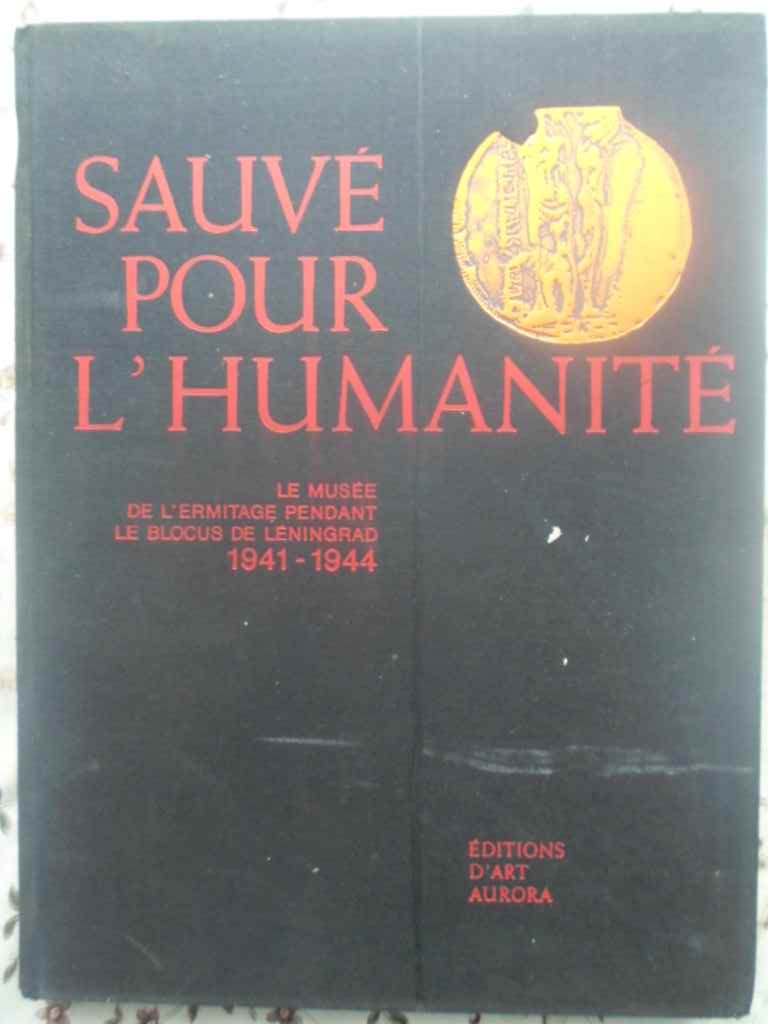 SAUVÉ
POUR
L'HUMANITÉ
LE MUSÉE
DE L'ERMITAGE PENDANT
LE BLOCUS DE LÉNINGRAD
1941-1944
ÉDITIONS
D'ART
AURORA